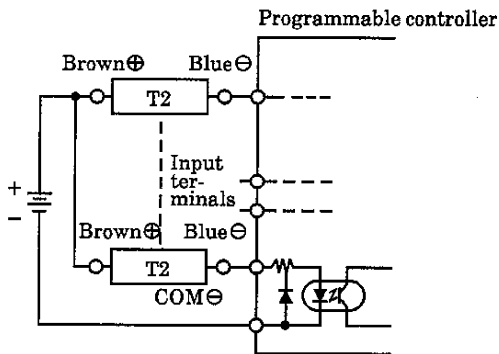 Programmable controller
Brown⊕ Blue⊖
T2
Input
ter-
minals
+
−
Brown⊕ Blue⊖
T2
COM⊖